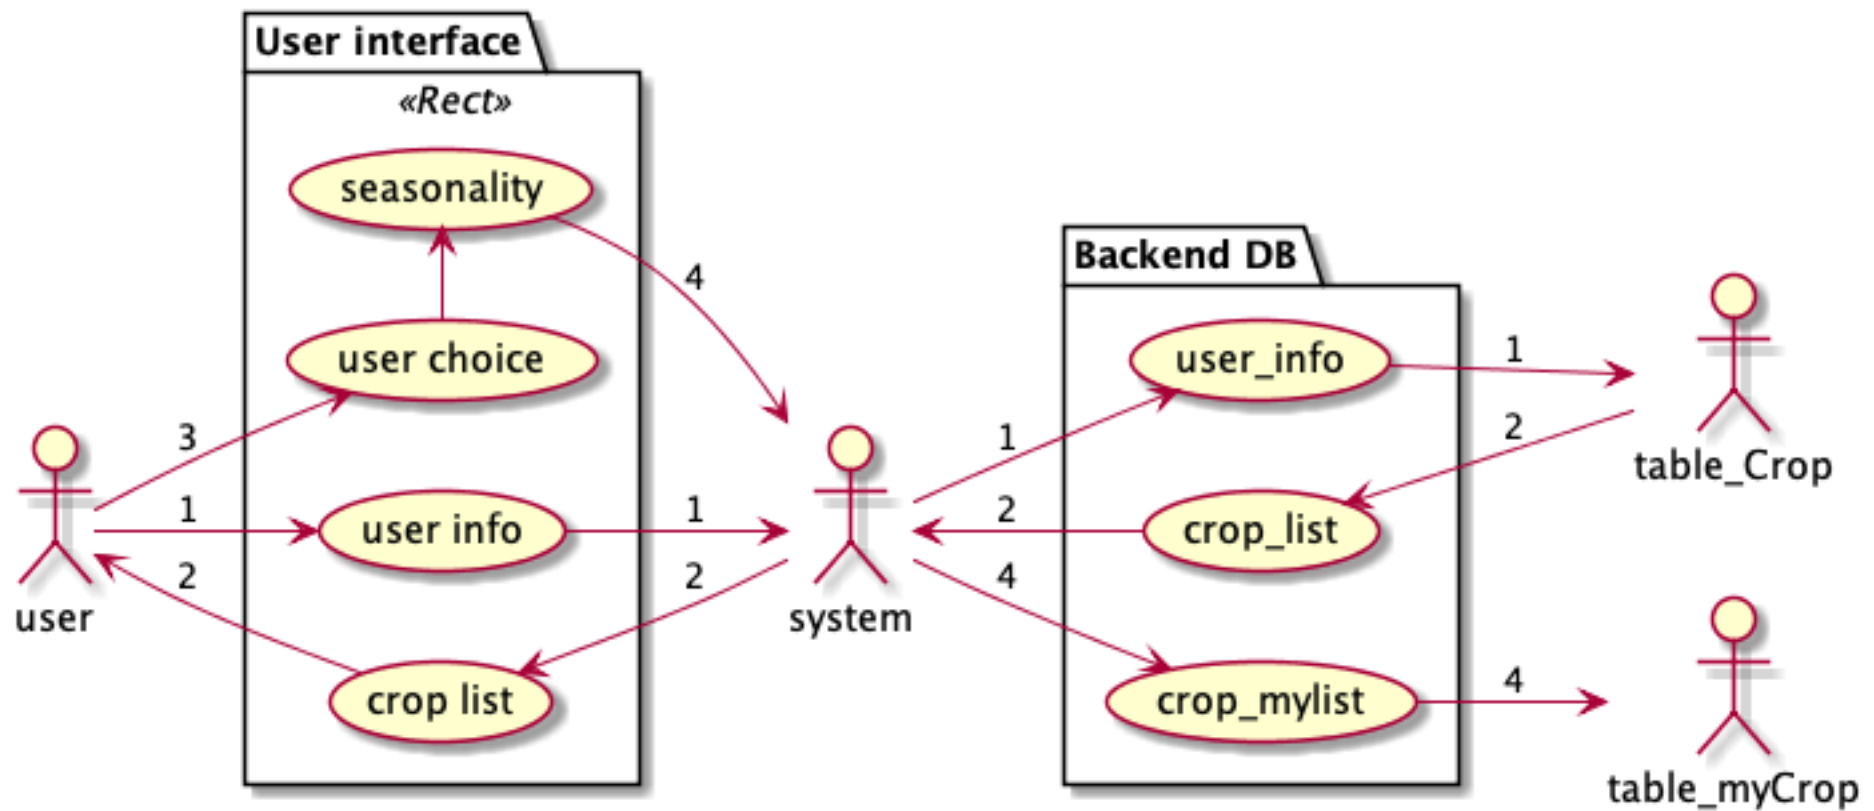 User interface
«Rect»
seasonality
4
Backend DB
user choice
user_info
1
3
1
2
table_Crop
user
1
user info
1
system
2
crop_list
2
2
4
crop list
crop_mylist
4
table_myCrop